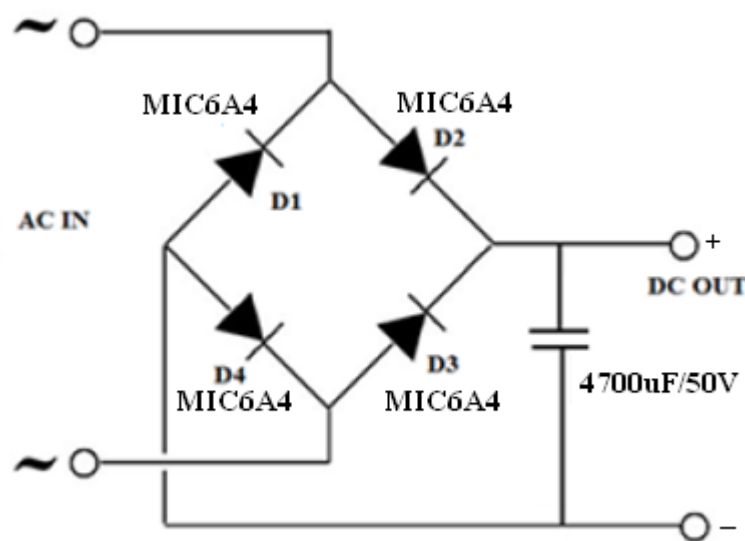 ~
MIC6A4
MIC6A4
D2
D1
AC IN
+
DC OUT
D4
D3
MIC6A4
MIC6A4
4700uF/50V
~
–